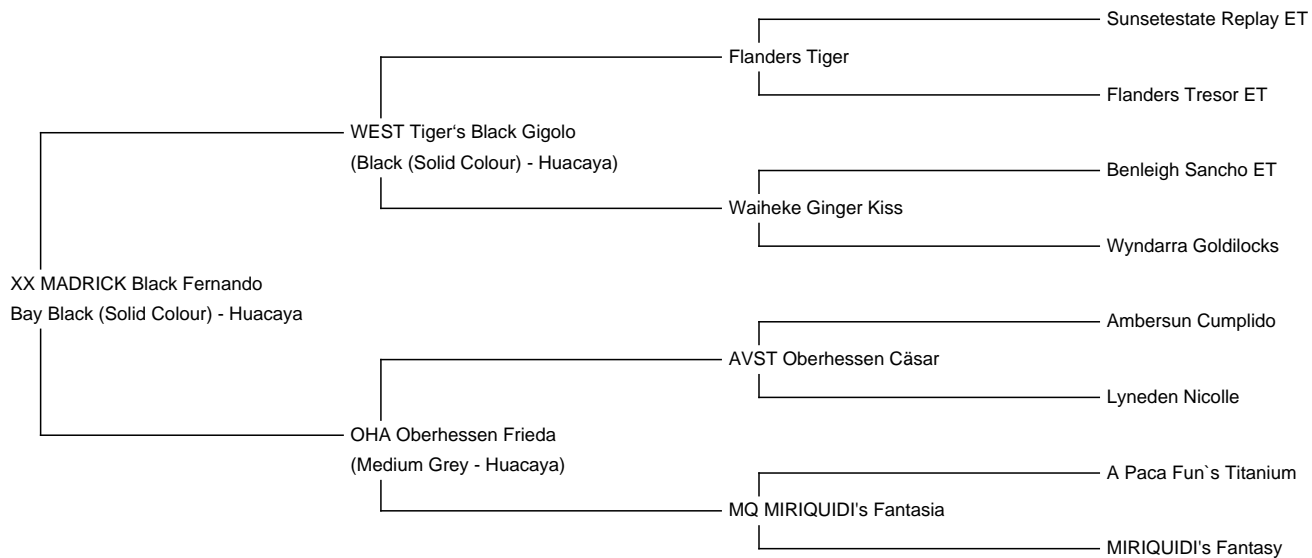 Sunsetestate Replay ET
Flanders Tiger
Flanders Tresor ET
WEST Tiger‘s Black Gigolo
(Black (Solid Colour) - Huacaya)
Benleigh Sancho ET
Waiheke Ginger Kiss
Wyndarra Goldilocks
XX MADRICK Black Fernando
Bay Black (Solid Colour) - Huacaya
Ambersun Cumplido
AVST Oberhessen Cäsar
Lyneden Nicolle
OHA Oberhessen Frieda
(Medium Grey - Huacaya)
A Paca Fun`s Titanium
MQ MIRIQUIDI's Fantasia
MIRIQUIDI's Fantasy